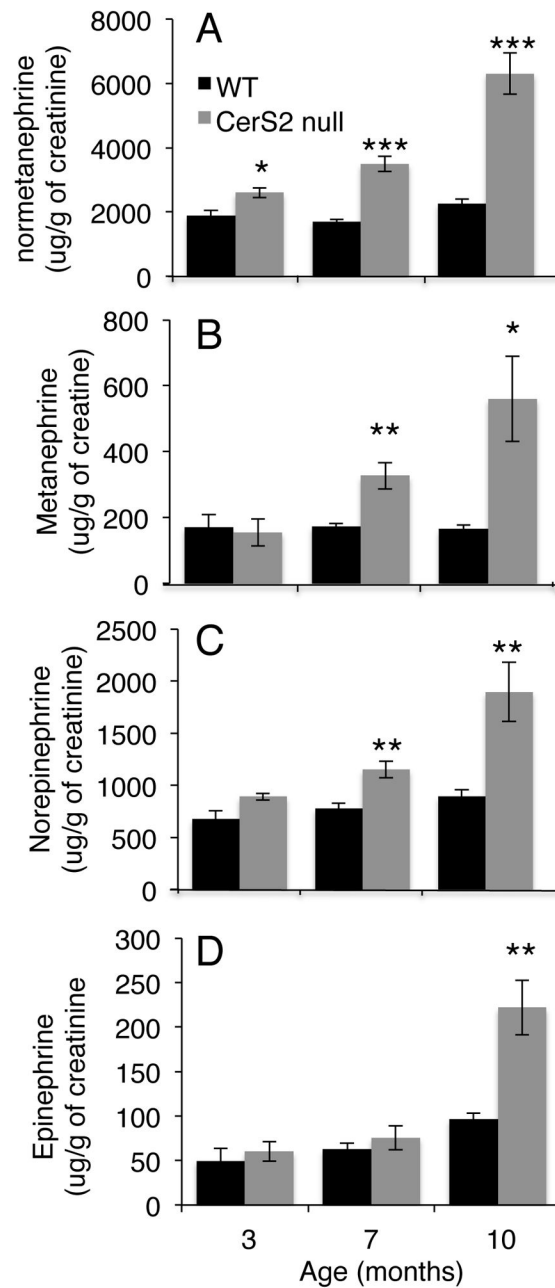 A
WT
CerS2 null
normetanephrine
(ug/g of creatinine)
8000
6000
4000
2000
0
*
***
***
B
Metanephrine
(ug/g of creatine)
800
600
400
200
0
**
*
C
Norepinephrine
(ug/g of creatinine)
2500
2000
1500
1000
500
0
**
**
D
Epinephrine
(ug/g of creatinine
300
250
200
150
100
50
0
**
3 7 10
Age (months)